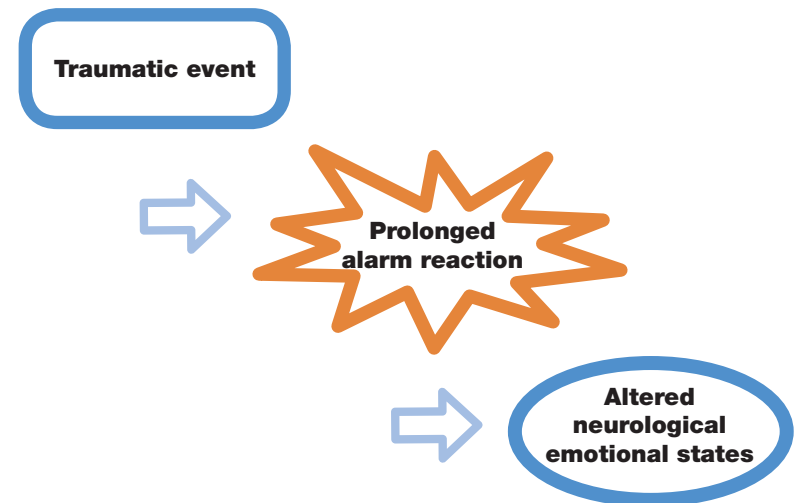 Traumatic event
Prolonged
alarm reaction
Altered
neurological
emotional states